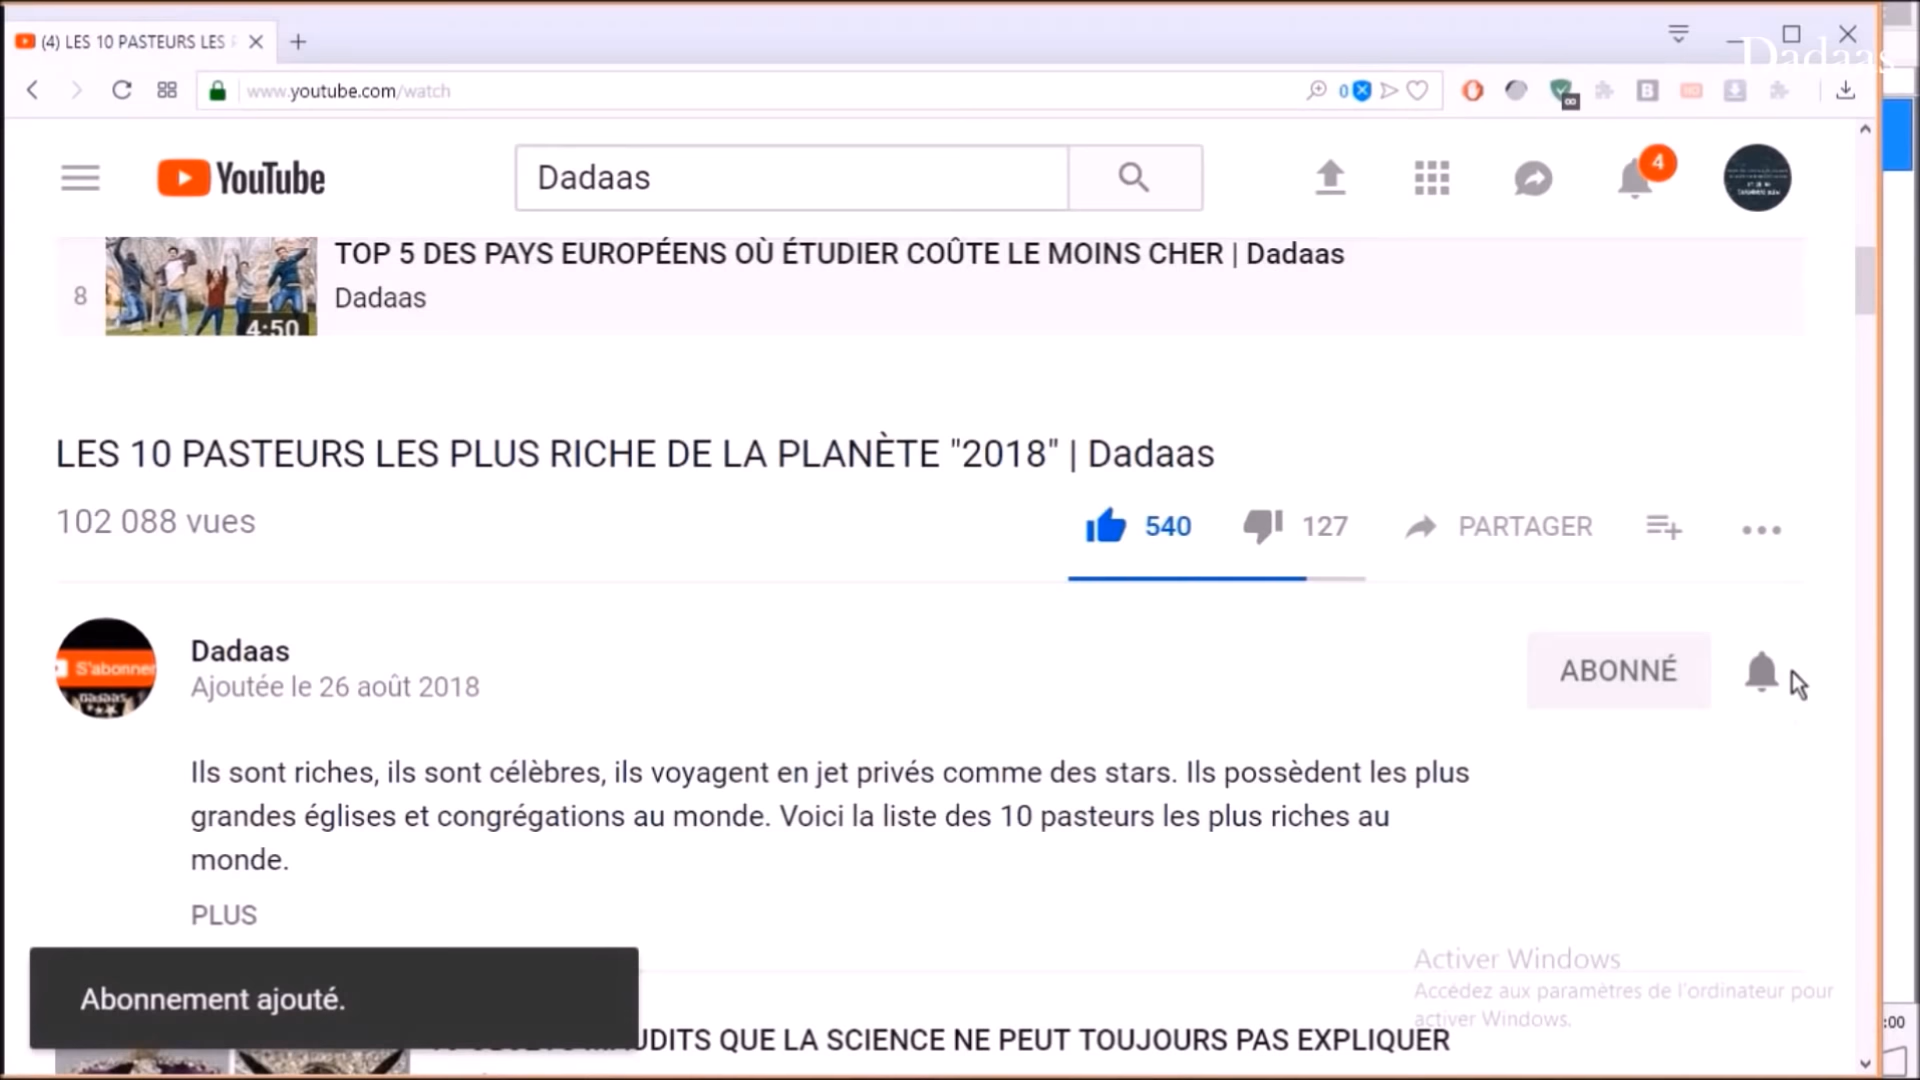 (4) LES 10 PASTEURS LES
Dadaas
www.youtube.com/watch
0
B
YouTube
Dadaas
4
8
4:50
TOP 5 DES PAYS EUROPÉENS OÙ ÉTUDIER COÛTE LE MOINS CHER | Dadaas
Dadaas
LES 10 PASTEURS LES PLUS RICHE DE LA PLANÈTE "2018" | Dadaas
102 088 vues
540
127
PARTAGER
S'abonner
Dadaas
Dadaas
Ajoutée le 26 août 2018
ABONNÉ
Ils sont riches, ils sont célèbres, ils voyagent en jet privés comme des stars. Ils possèdent les plus
grandes églises et congrégations au monde. Voici la liste des 10 pasteurs les plus riches au
monde.
PLUS
Abonnement ajouté.
Activer Windows
Accédez aux paramètres de l'ordinateur pour
activer Windows.
:00
QUE LA SCIENCE NE PEUT TOUJOURS PAS EXPLIQUER